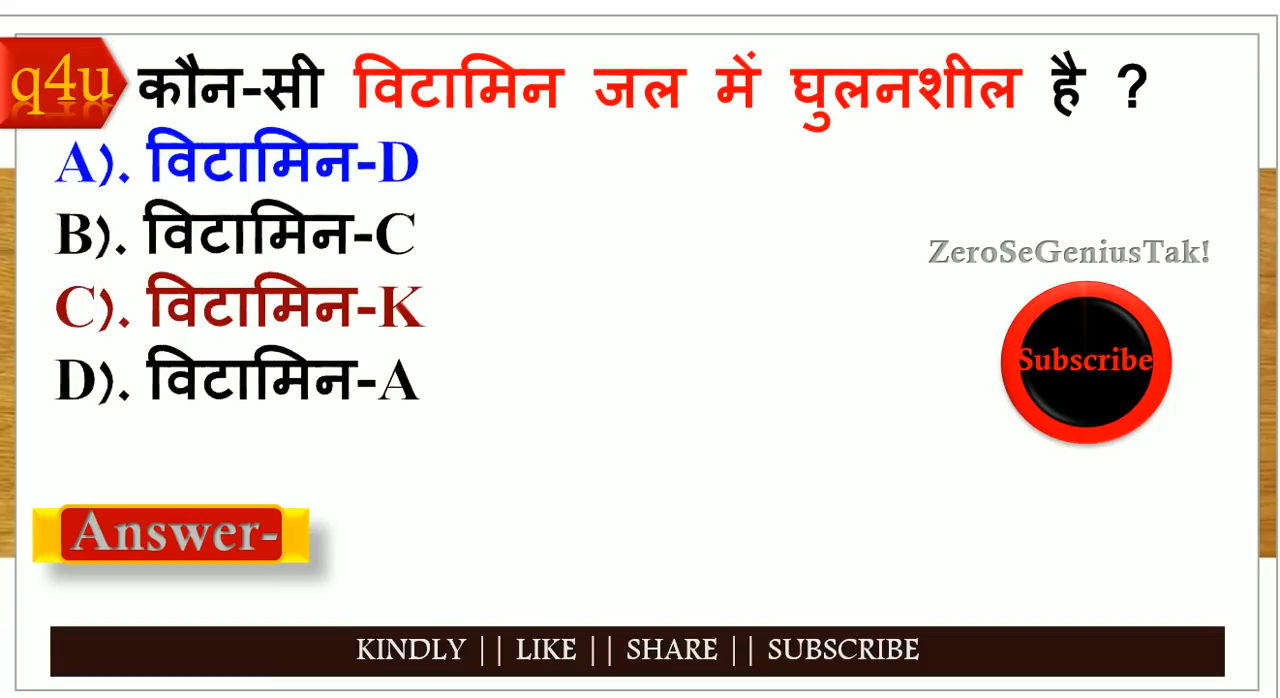 q4u कौन-सी विटामिन जल में घुलनशील है ?
A). विटामिन-D
B). विटामिन-C
C). विटामिन-K
D). विटामिन-A
ZeroSeGeniusTak!
Subscribe
Answer-
KINDLY || LIKE || SHARE || SUBSCRIBE